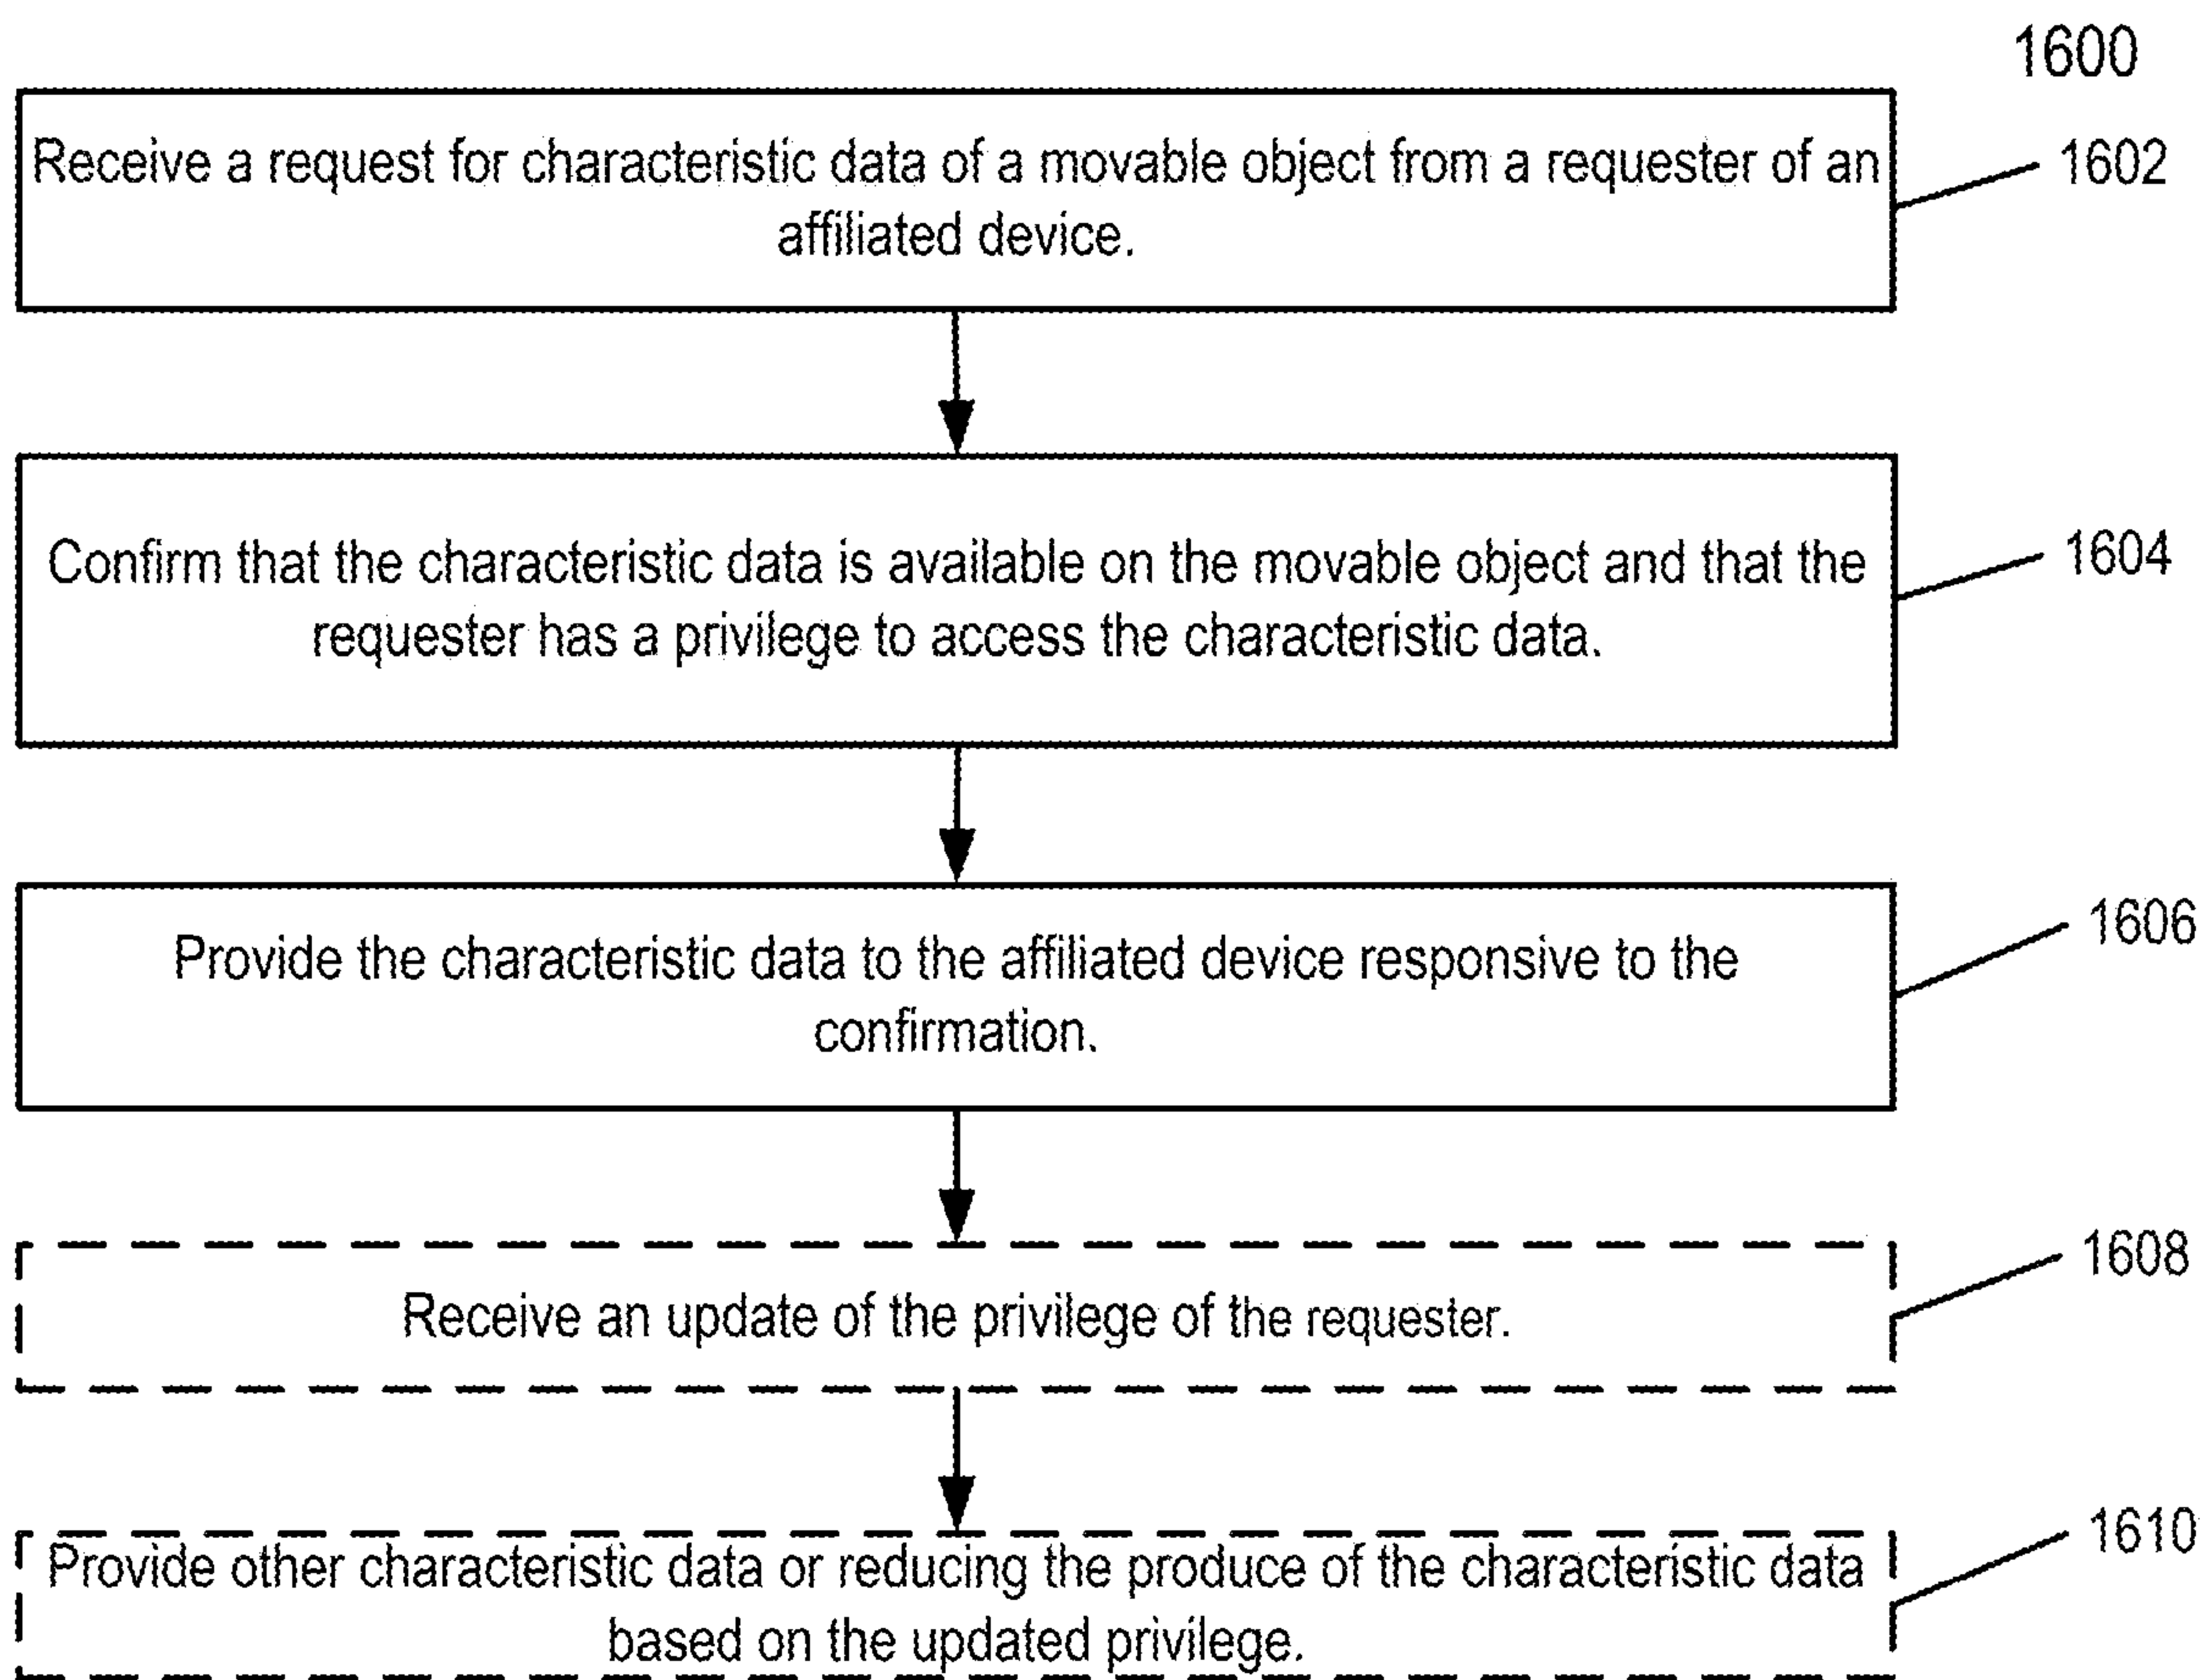 1600
Receive a request for characteristic data of a movable object from a requester of an
affiliated device.
1602
Confirm that the characteristic data is available on the movable object and that the
requester has a privilege to access the characteristic data.
1604
Provide the characteristic data to the affiliated device responsive to the
confirmation.
1606
Receive an update of the privilege of the requester.
1608
Provide other characteristic data or reducing the produce of the characteristic data
based on the updated privilege.
1610